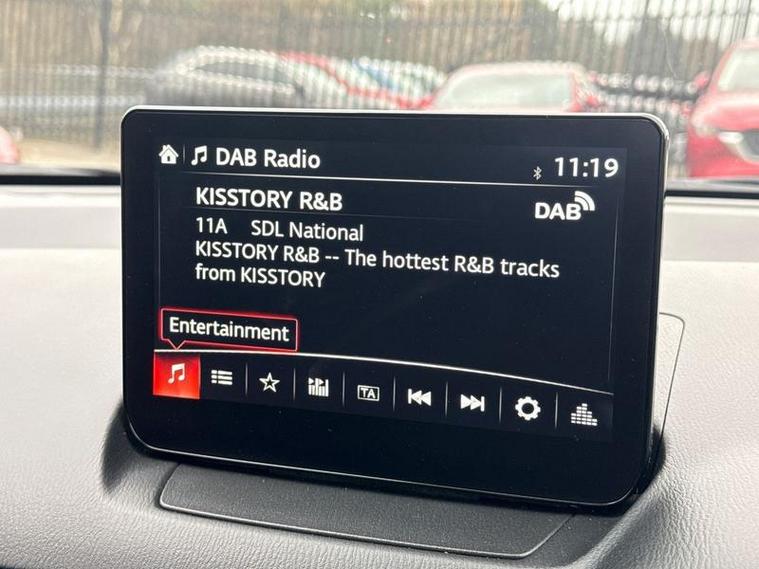 DAB Radio
11:19
KISSTORY R&B
DAB
11A SDL National
KISSTORY R&B -- The hottest R&B tracks
from KISSTORY
Entertainment
TA